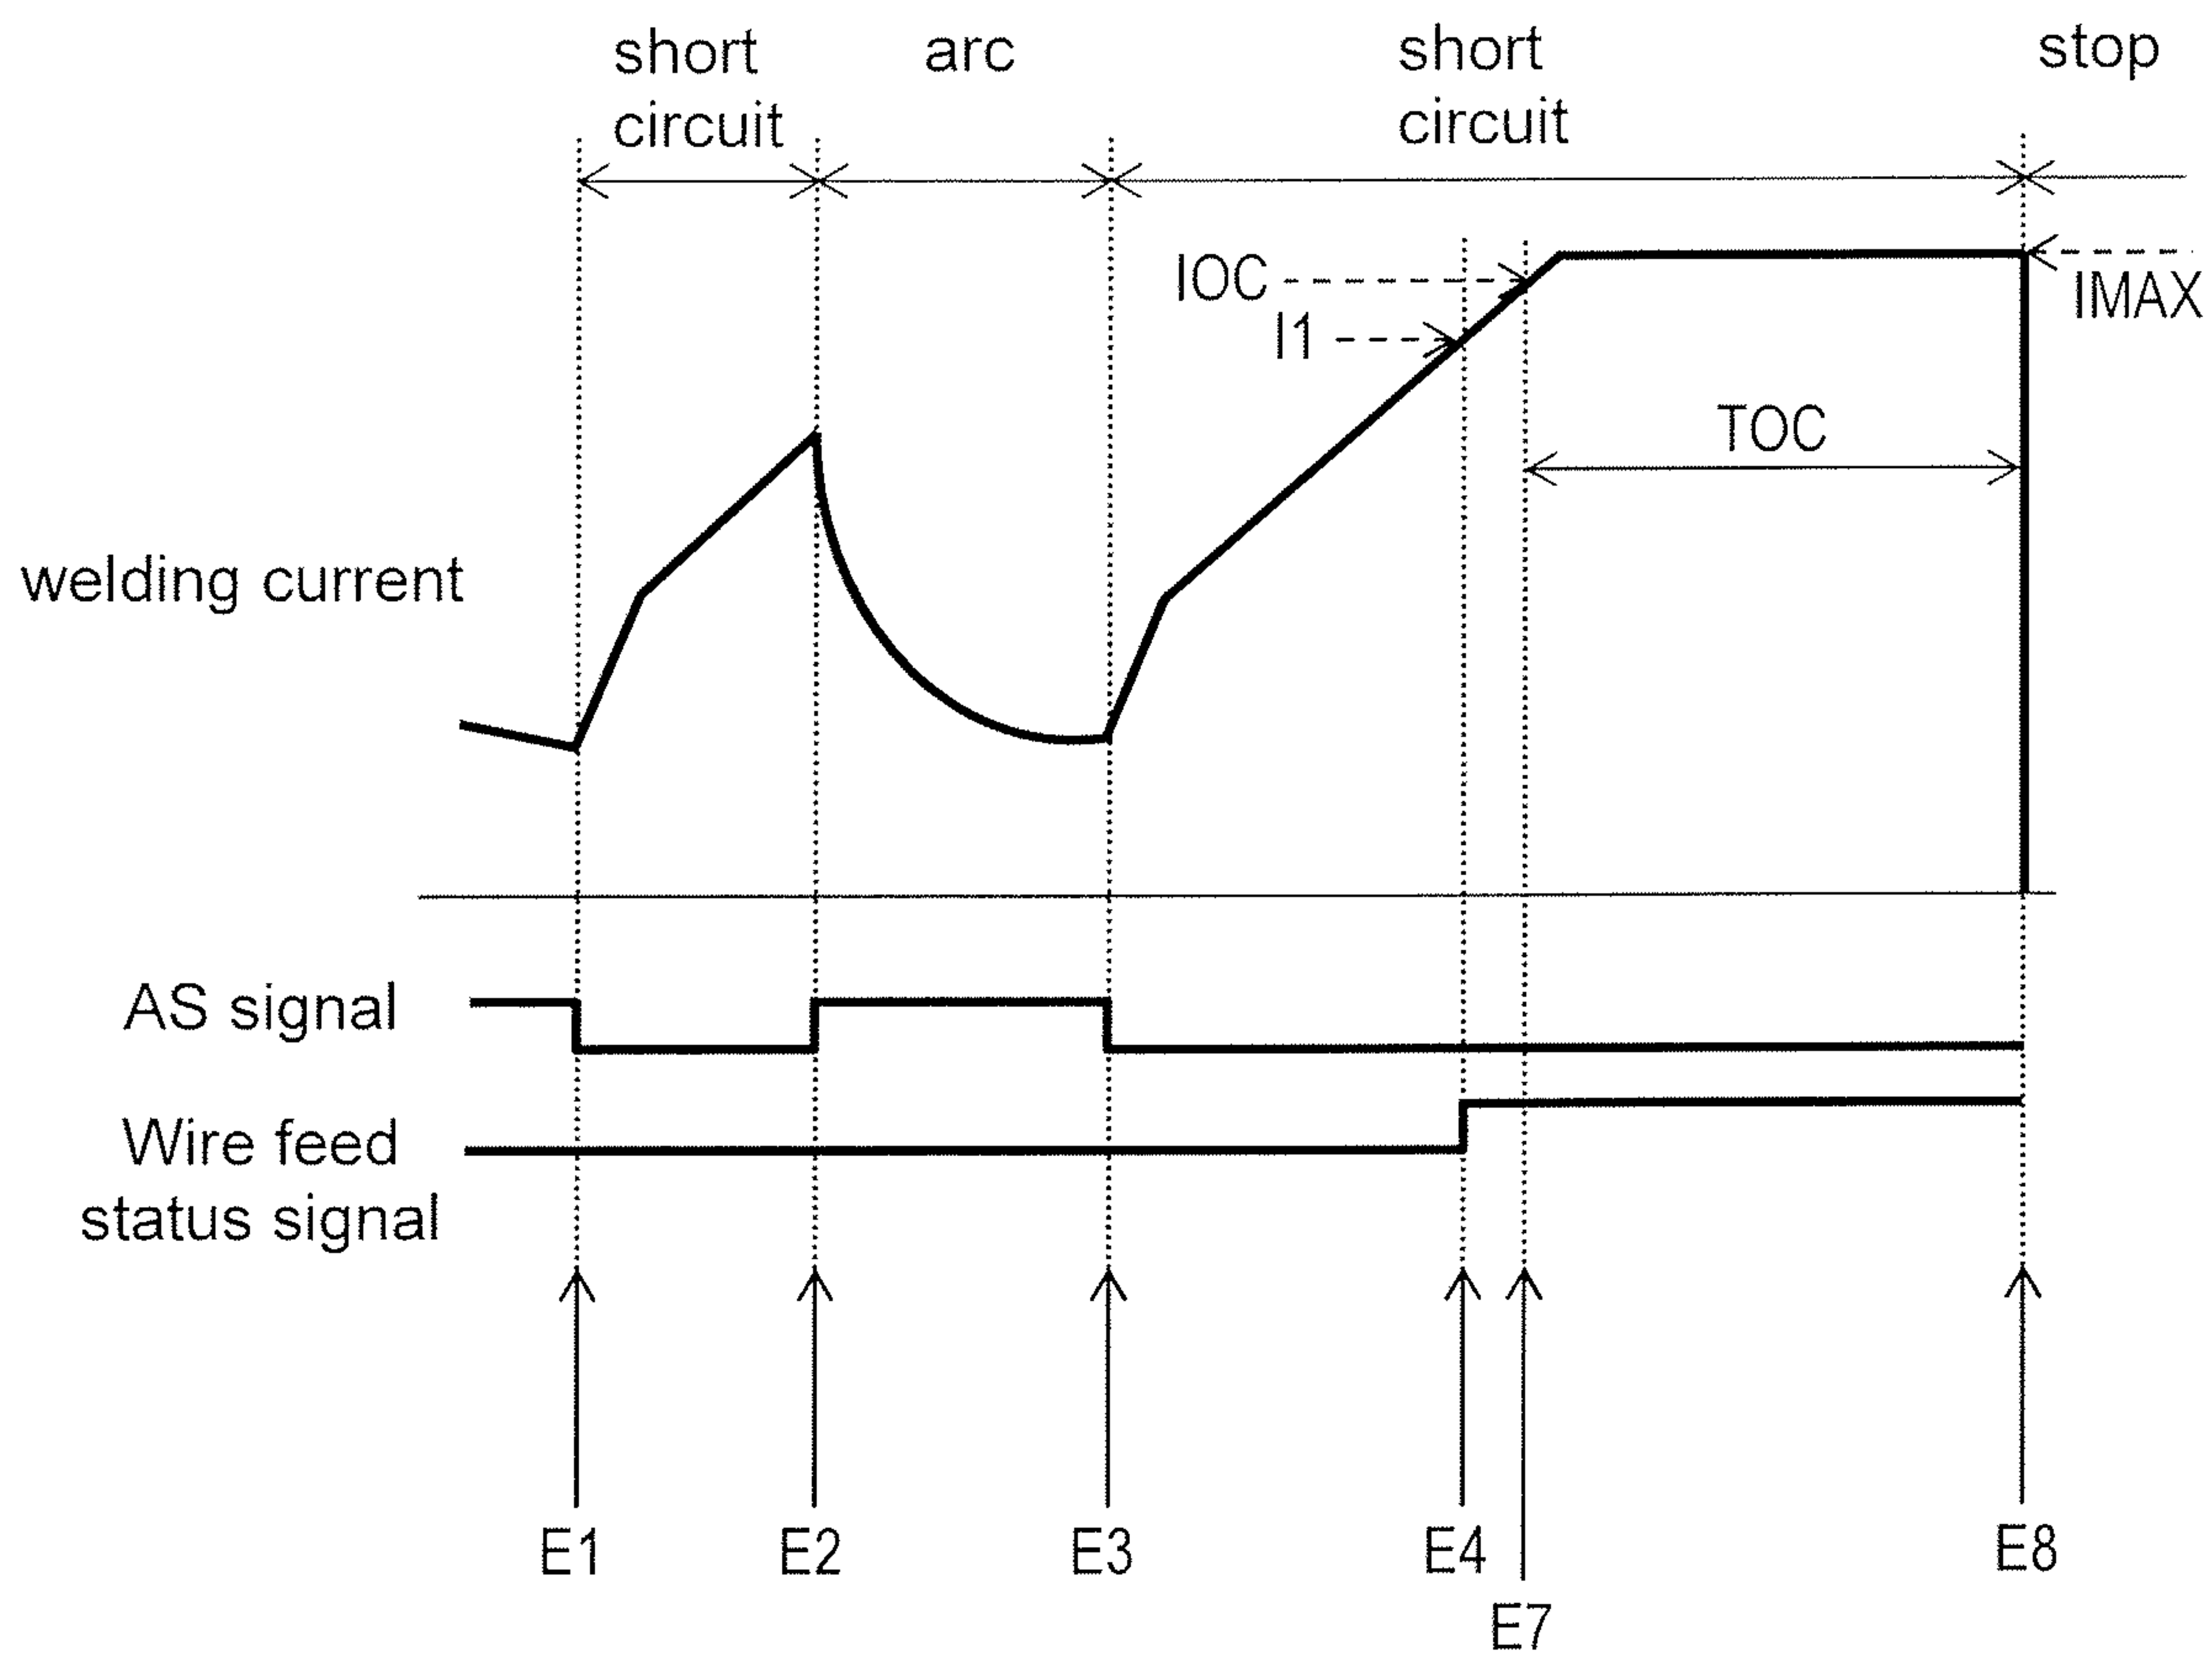 short
circuit
arc
short
circuit
stop
IOC
I1
IMAX
TOC
welding current
AS signal
Wire feed
status signal
E1
E2
E3
E4
E7
E8